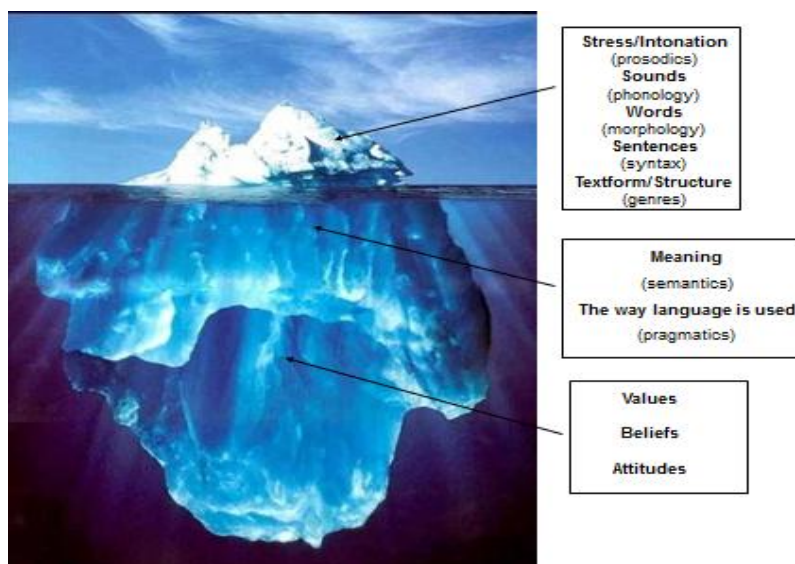 Stress/Intonation
(prosodics)
Sounds
(phonology)
Words
(morphology)
Sentences
(syntax)
Textform/Structure
(genres)
Meaning
(semantics)
The way language is used
(pragmatics)
Values
Beliefs
Attitudes